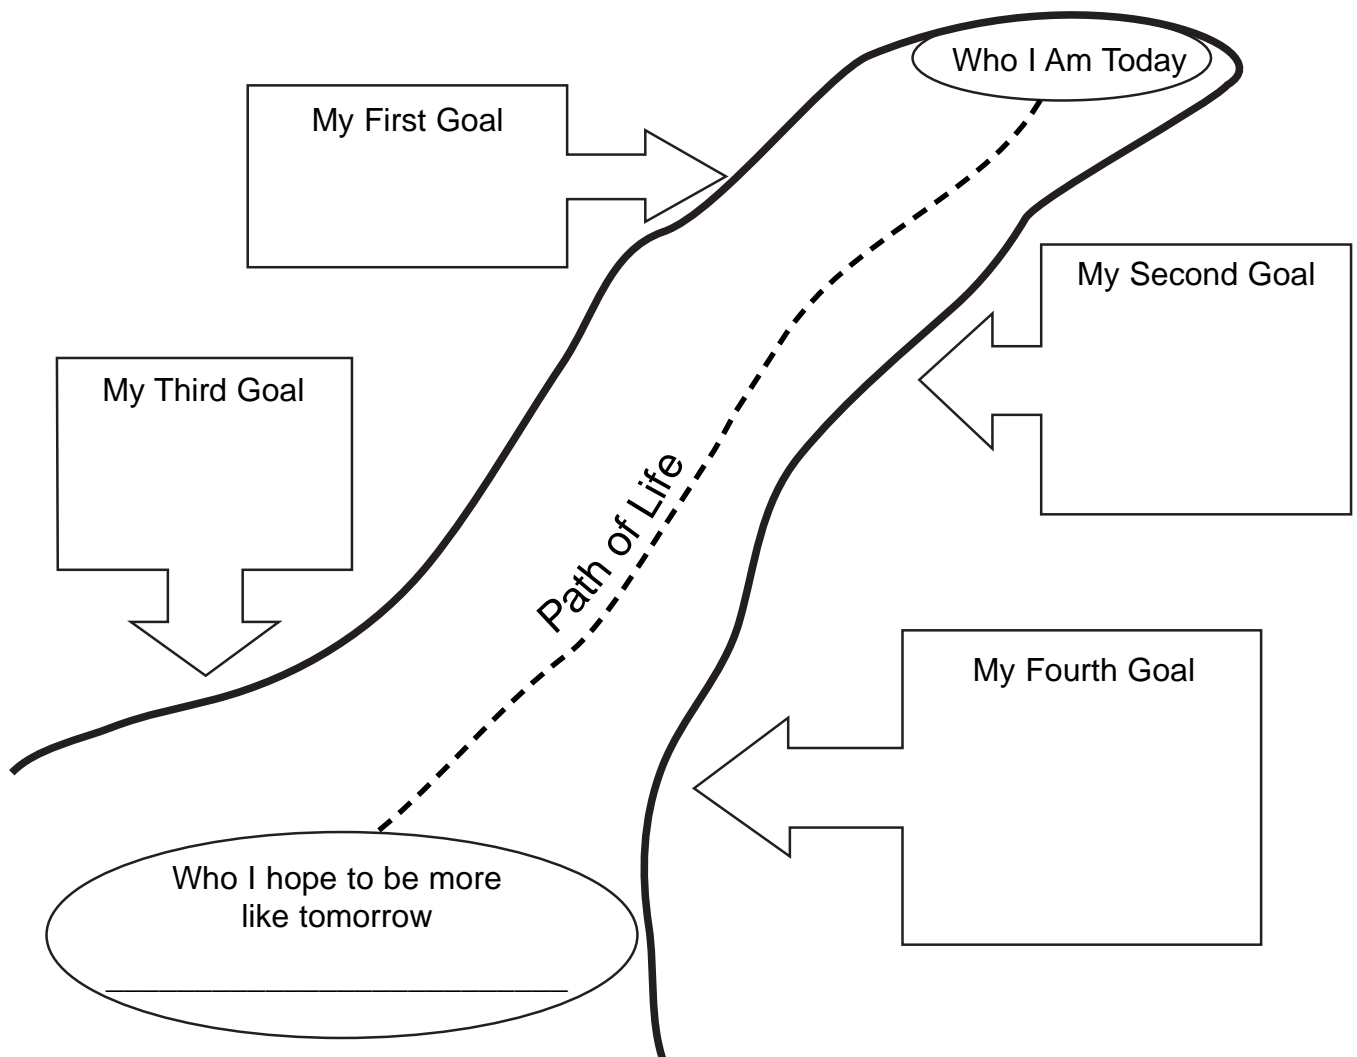 Who I Am Today
My First Goal
My Second Goal
My Third Goal
Path of Life
My Fourth Goal
Who I hope to be more
like tomorrow